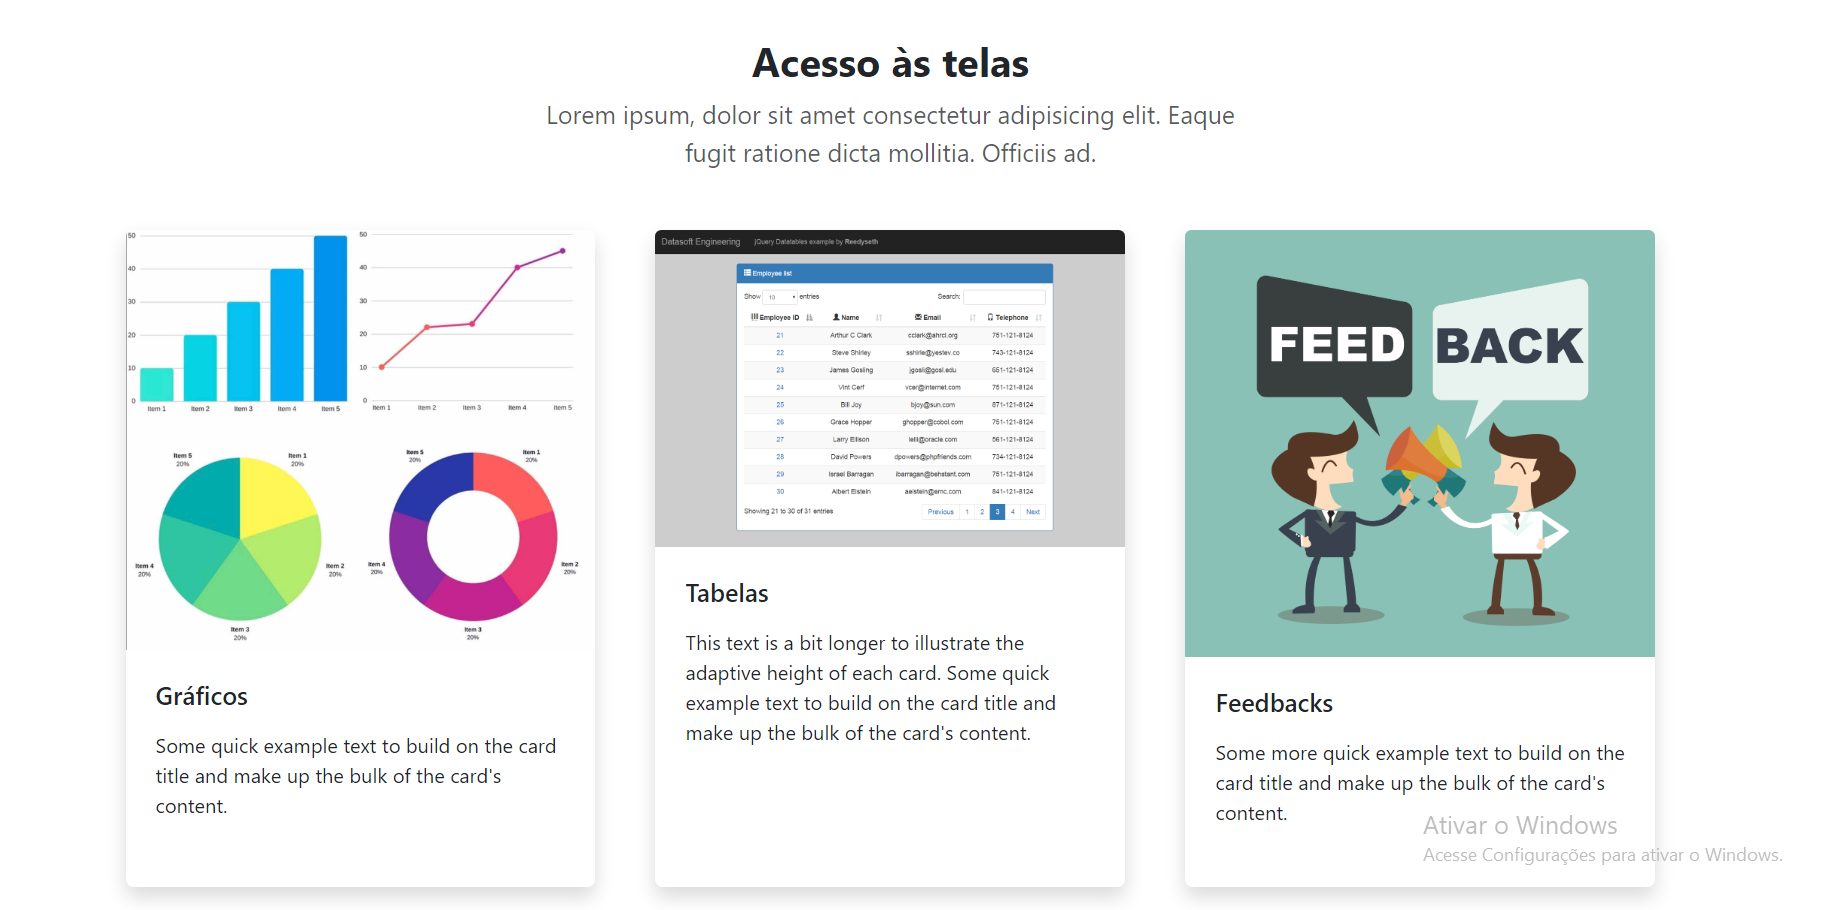 Acesso às telas
Lorem ipsum, dolor sit amet consectetur adipisicing elit. Eaque
fugit ratione dicta mollitia. Officiis ad.
50
40
30
20
10
0
Item 1 Item 2 Item 3 Item 4 Item 5
50
40
30
20
10
0
Item 1 Item 2 Item 3 Item 4 Item 5
Item 5
20%
Item 1
20%
Item 4
20%
Item 2
20%
Item 3
20%
Item 5
20%
Item 1
20%
Item 4
20%
Item 2
20%
Item 3
20%
Gráficos
Some quick example text to build on the card
title and make up the bulk of the card's
content.
Datasoft Engineering jQuery Datatables example by Reedyseth
Employee list
Show 10 entries Search:
Employee ID Name Email Telephone
21 Arthur C Clark cclark@ahrcl.org 751-121-8124
22 Steve Shirley sshirle@yestev.co 743-121-8124
23 James Gosling jgosli@gosl.edu 651-121-8124
24 Vint Cerf vcer@internet.com 751-121-8124
25 Bill Joy bjoy@sun.com 871-121-8124
26 Grace Hopper ghopper@cobol.com 751-121-8124
27 Larry Ellison lelli@oracle.com 561-121-8124
28 David Powers dpowers@phpfriends.com 734-121-8124
29 Israel Barragan ibarragan@behstant.com 751-121-8124
30 Albert Eistein aeistein@emc.com 841-121-8124
Showing 21 to 30 of 31 entries Previous 1 2 3 4 Next
Tabelas
This text is a bit longer to illustrate the
adaptive height of each card. Some quick
example text to build on the card title and
make up the bulk of the card's content.
FEED BACK
Feedbacks
Some more quick example text to build on the
card title and make up the bulk of the card's
content.
Ativar o Windows
Acesse Configurações para ativar o Windows.